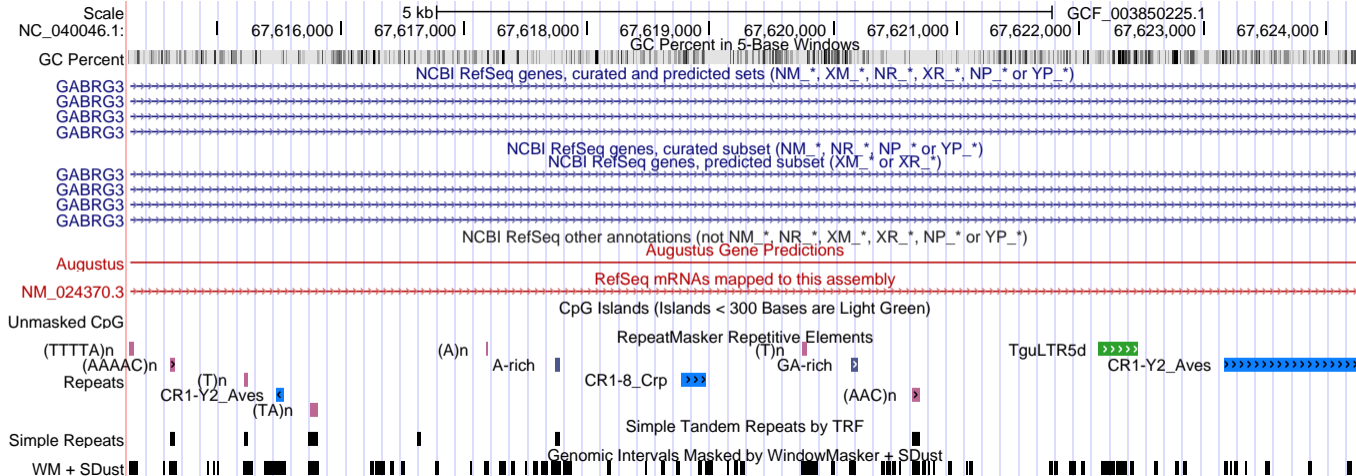 Scale 5 kb GCF_003850225.1
NC_040046.1: 67,616,000 67,617,000 67,618,000 67,619,000 67,620,000 67,621,000 67,622,000 67,623,000 67,624,000
GC Percent in 5-Base Windows
GC Percent
NCBI RefSeq genes, curated and predicted sets (NM_*, XM_*, NR_*, XR_*, NP_* or YP_*)
GABRG3
GABRG3
GABRG3
GABRG3
NCBI RefSeq genes, curated subset (NM_*, NR_*, NP_* or YP_*)
NCBI RefSeq genes, predicted subset (XM_* or XR_*)
GABRG3
GABRG3
GABRG3
GABRG3
NCBI RefSeq other annotations (not NM_*, NR_*, XM_*, XR_*, NP_* or YP_*)
Augustus Gene Predictions
Augustus
RefSeq mRNAs mapped to this assembly
NM_024370.3
CpG Islands (Islands < 300 Bases are Light Green)
Unmasked CpG
RepeatMasker Repetitive Elements
(TTTTA)n (A)n (T)n TguLTR5d
(AAAAC)n A-rich GA-rich CR1-Y2_Aves
Repeats (T)n CR1-8_Crp
CR1-Y2_Aves (AAC)n
(TA)n
Simple Tandem Repeats by TRF
Simple Repeats
Genomic Intervals Masked by WindowMasker + SDust
WM + SDust